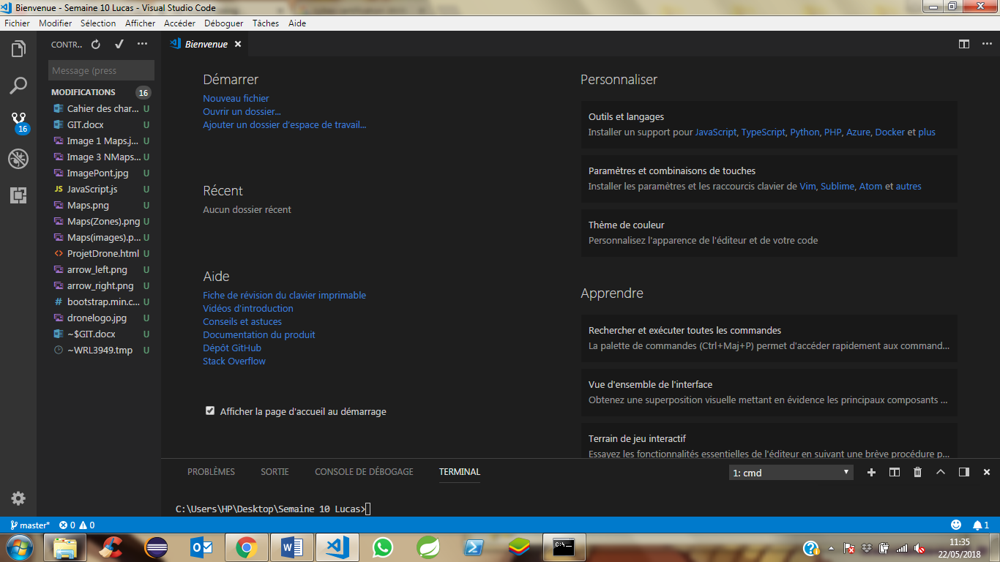 Bienvenue - Semaine 10 Lucas - Visual Studio Code
Fichier Modifier Sélection Afficher Accéder Déboguer Tâches Aide
CONTR..
Message (press
MODIFICATIONS 16
Cahier des char... U
GIT.docx U
Image 1 Maps.j... U
Image 3 NMaps... U
ImagePont.jpg U
JS JavaScript.js U
Maps.png U
Maps(Zones).png U
Maps(images).p... U
<> ProjetDrone.html U
arrow_left.png U
arrow_right.png U
# bootstrap.min.c... U
dronelogo.jpg U
~$GIT.docx U
~WRL3949.tmp U
16
Bienvenue
Démarrer
Nouveau fichier
Ouvrir un dossier...
Ajouter un dossier d'espace de travail...
Récent
Aucun dossier récent
Aide
Fiche de révision du clavier imprimable
Vidéos d'introduction
Conseils et astuces
Documentation du produit
Dépôt GitHub
Stack Overflow
Afficher la page d'accueil au démarrage
Personnaliser
Outils et langages
Installer un support pour JavaScript, TypeScript, Python, PHP, Azure, Docker et plus
Paramètres et combinaisons de touches
Installer les paramètres et les raccourcis clavier de Vim, Sublime, Atom et autres
Thème de couleur
Personnalisez l'apparence de l'éditeur et de votre code
Apprendre
Rechercher et exécuter toutes les commandes
La palette de commandes (Ctrl+Maj+P) permet d'accéder rapidement aux command...
Vue d'ensemble de l'interface
Obtenez une superposition visuelle mettant en évidence les principaux composants ...
Terrain de jeu interactif
Essayez les fonctionnalités essentielles de l'éditeur en suivant une brève procédure p...
PROBLÈMES SORTIE CONSOLE DE DÉBOGAGE TERMINAL 1: cmd
C:\Users\HP\Desktop\Semaine 10 Lucas>
master* 0 0 1
11:35
22/05/2018